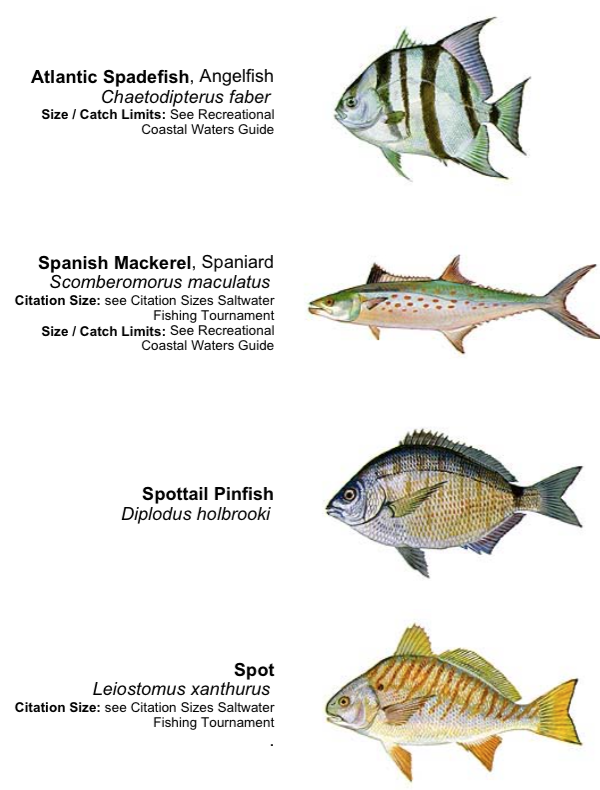 Atlantic Spadefish, Angelfish
Chaetodipterus faber
Size / Catch Limits: See Recreational
Coastal Waters Guide
Spanish Mackerel, Spaniard
Scomberomorus maculatus
Citation Size: see Citation Sizes Saltwater
Fishing Tournament
Size / Catch Limits: See Recreational
Coastal Waters Guide
Spottail Pinfish
Diplodus holbrooki
Spot
Leiostomus xanthurus
Citation Size: see Citation Sizes Saltwater
Fishing Tournament
.